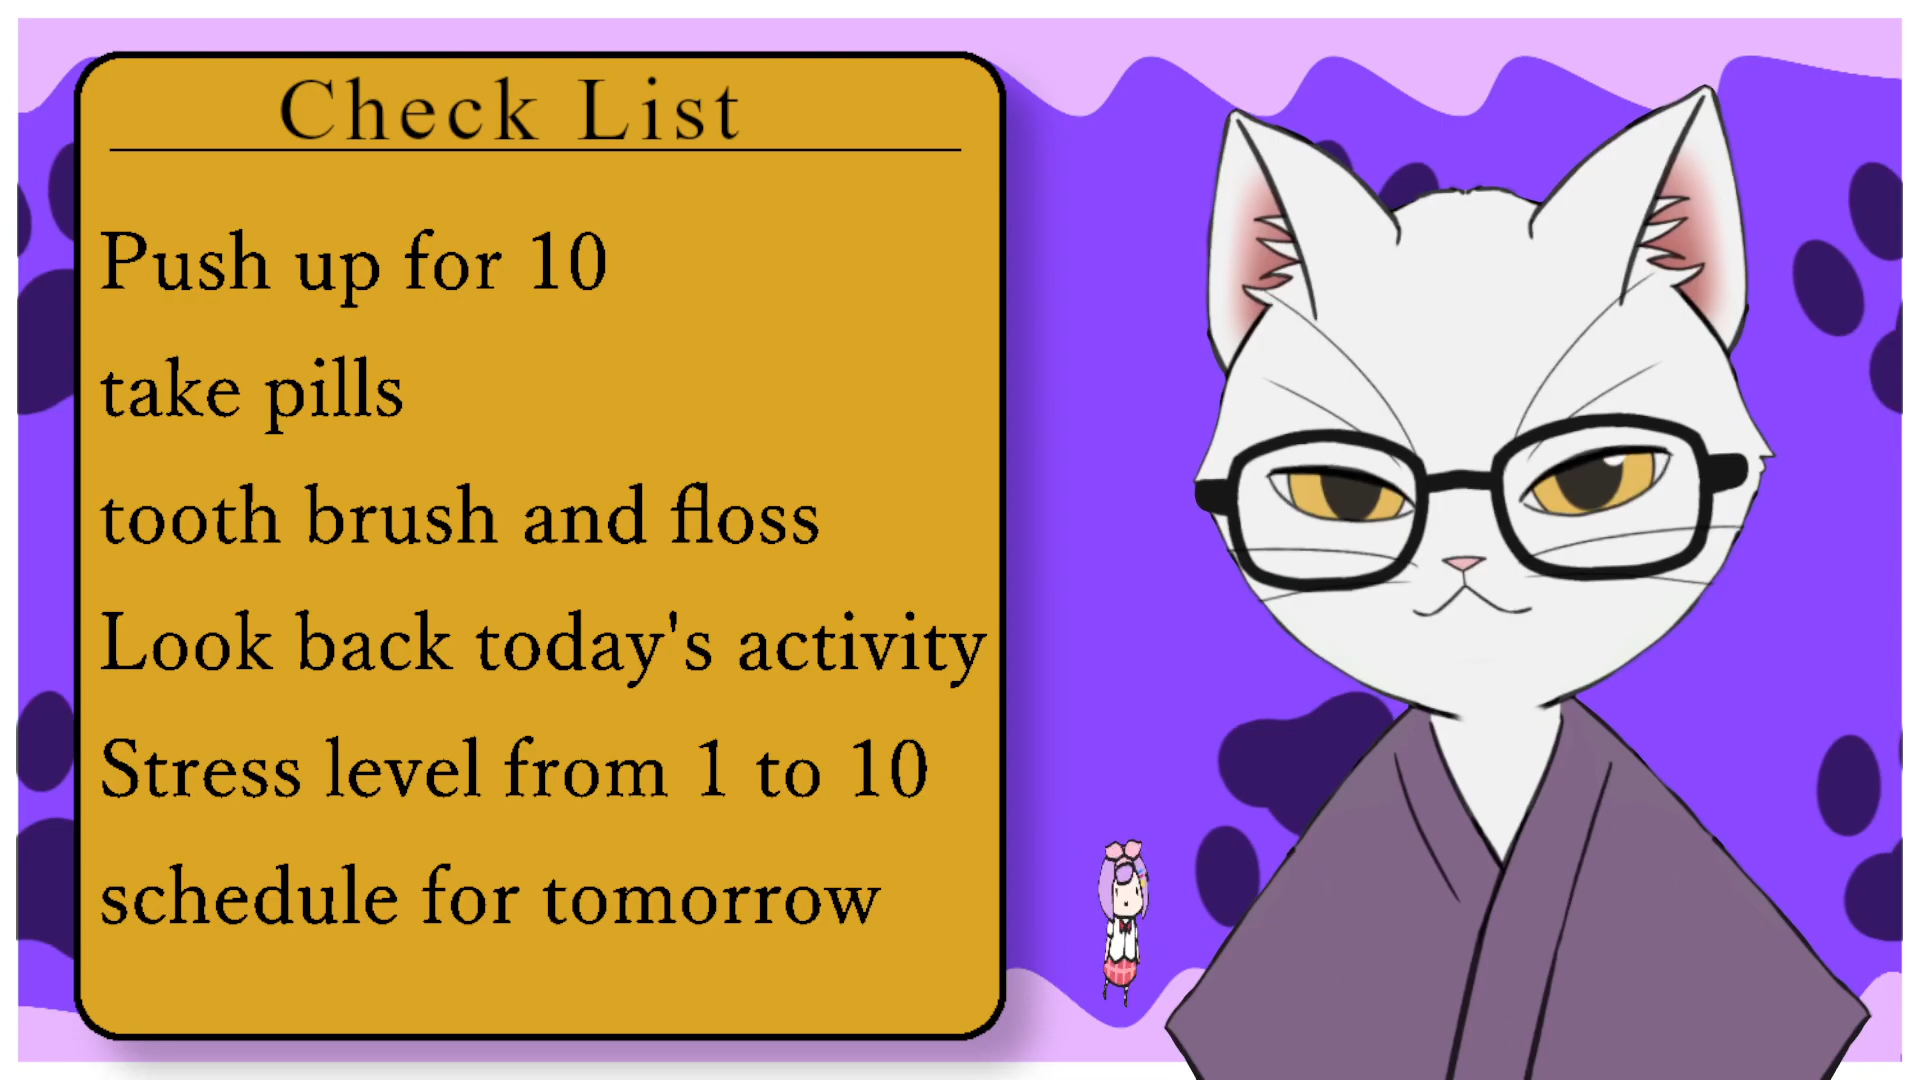 Check List
Push up for 10
take pills
tooth brush and floss
Look back today's activity
Stress level from 1 to 10
schedule for tomorrow